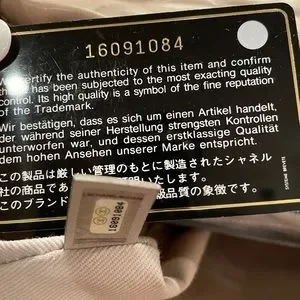 16091084
certify the authenticity of this item and confirm
has been subjected to the most exacting quality
control. Its high quality is a symbol of the fine reputation
of the Trademark.
Wir bestätigen, dass es sich um einen Artikel handelt,
der während seiner Herstellung strengsten Kontrollen
unterworfen war, und dessen erstklassige Qualität
dem hohen Ansehen unserer Marke entspricht.
この製品は厳しい管理のもとに製造されたシャネル
社の商品であ
このブランド 級品質の象徴です。
16091084
SYSTEME BREVETE